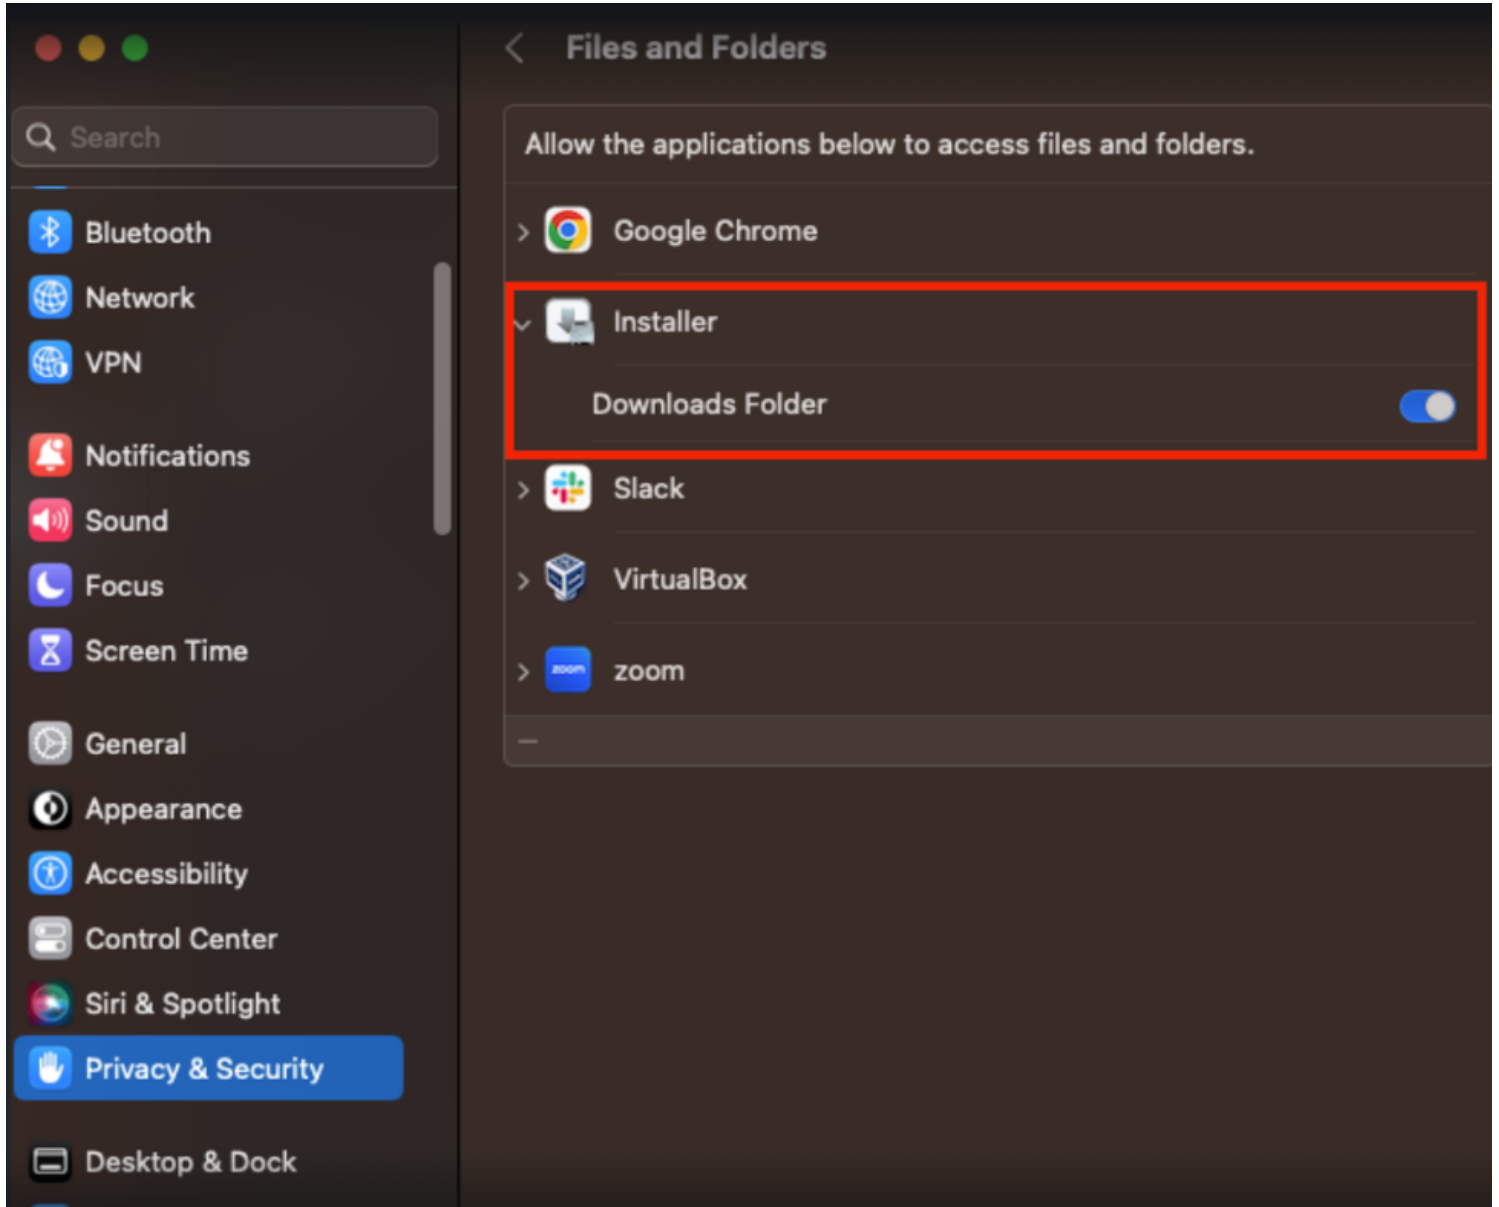 Search
Bluetooth
Network
VPN
Notifications
Sound
Focus
Screen Time
General
Appearance
Accessibility
Control Center
Siri & Spotlight
Privacy & Security
Desktop & Dock
Files and Folders
Allow the applications below to access files and folders.
Google Chrome
Installer
Downloads Folder
Slack
VirtualBox
zoom
zoom